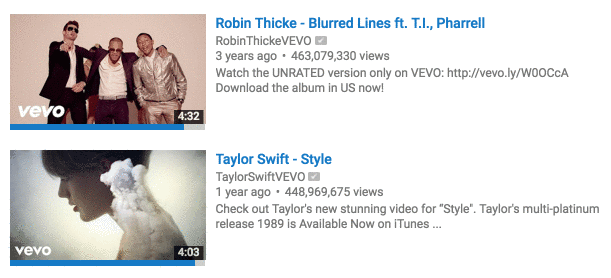 Robin Thicke - Blurred Lines ft. T.I., Pharrell
RobinThickeVEVO
3 years ago • 463,079,330 views
Watch the UNRATED version only on VEVO: http://vevo.ly/W0OCcA
Download the album in US now!
vevo
4:32
Taylor Swift - Style
TaylorSwiftVEVO
1 year ago • 448,969,675 views
Check out Taylor's new stunning video for “Style". Taylor's multi-platinum
release 1989 is Available Now on iTunes ...
vevo
4:03